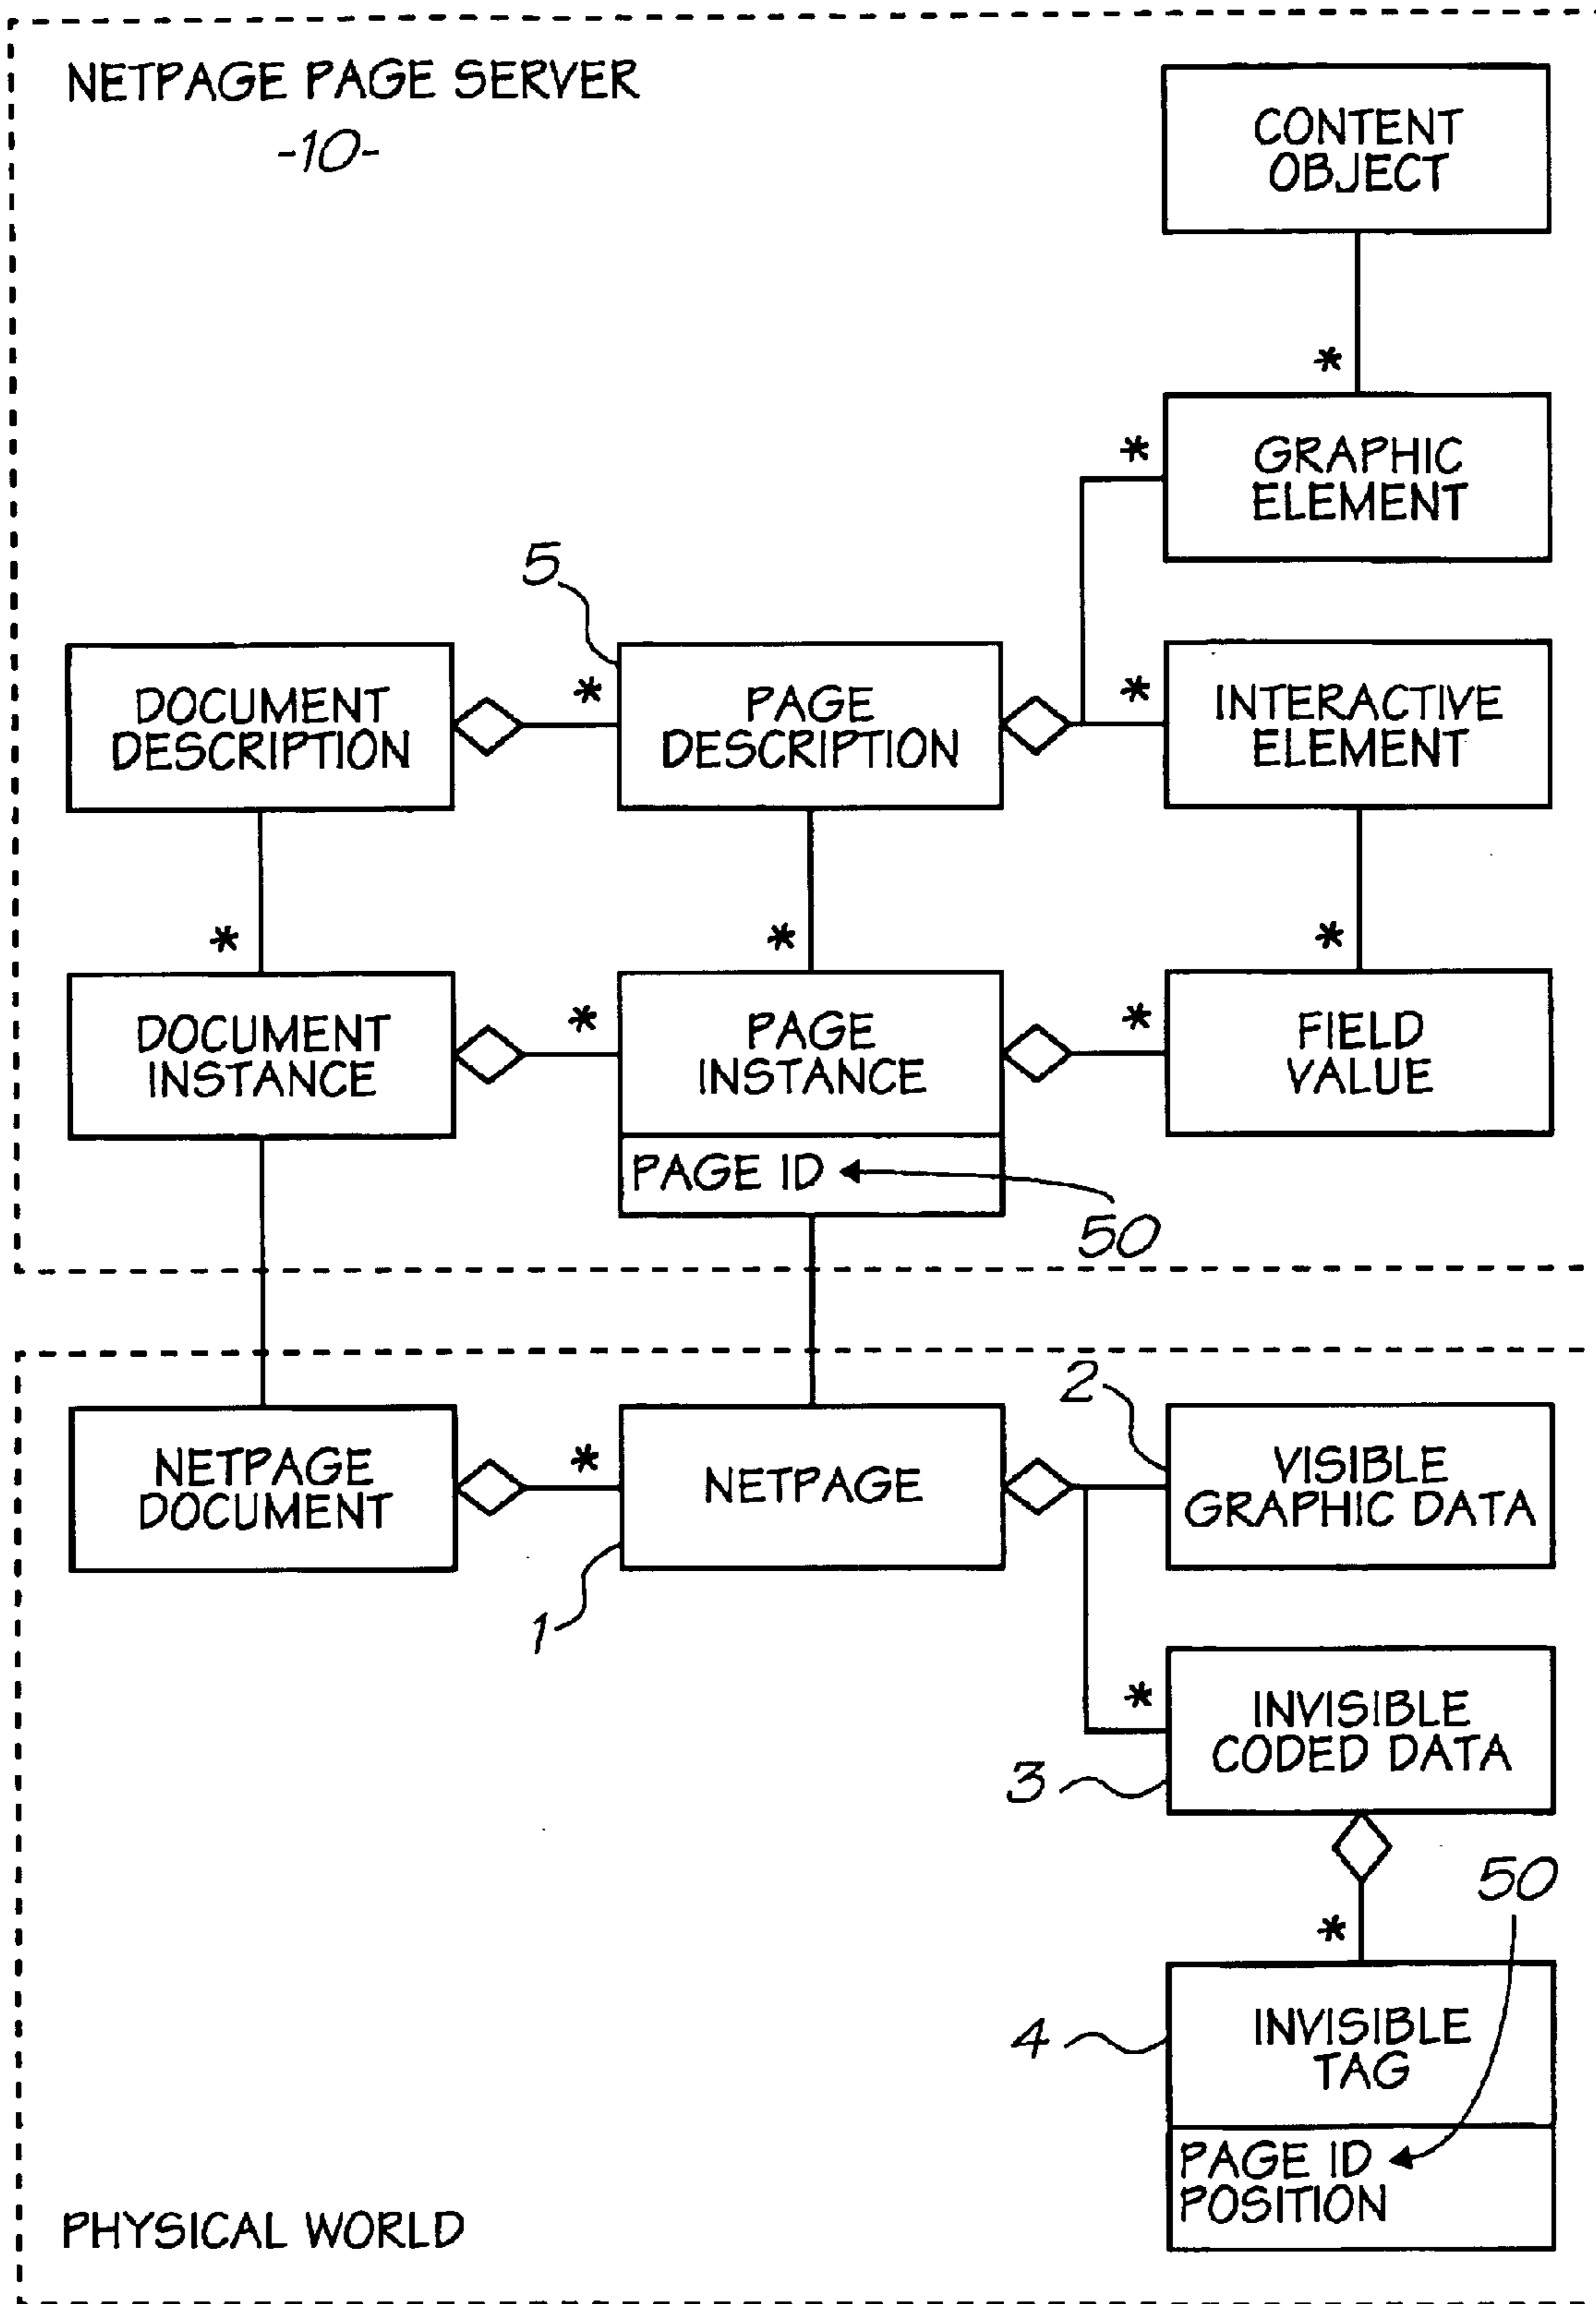 NETPAGE PAGE SERVER
-10-
CONTENT
OBJECT
*
*
GRAPHIC
ELEMENT
5
DOCUMENT
DESCRIPTION
*
PAGE
DESCRIPTION
*
INTERACTIVE
ELEMENT
*
*
*
DOCUMENT
INSTANCE
*
PAGE
INSTANCE
PAGE ID
*
FIELD
VALUE
50
NETPAGE
DOCUMENT
*
NETPAGE
1
2
VISIBLE
GRAPHIC DATA
*
INVISIBLE
CODED DATA
3
50
*
4
INVISIBLE
TAG
PAGE ID
POSITION
PHYSICAL WORLD